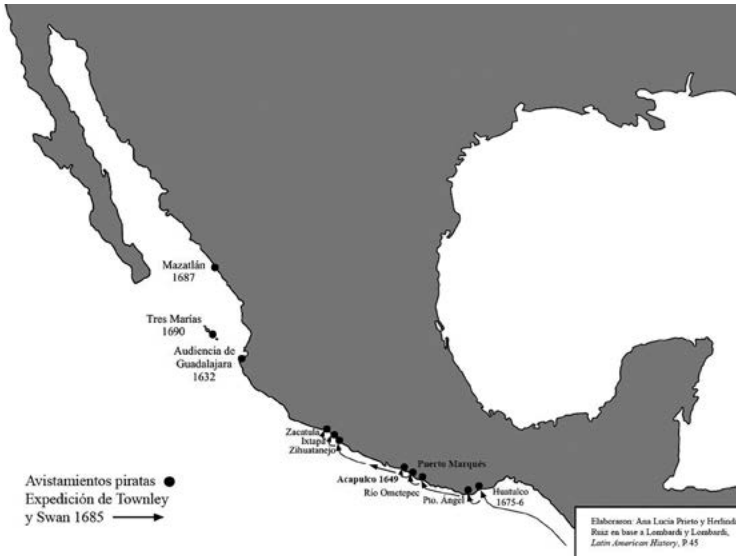 Mazatlán
1687
Tres Marías
1690
Audiencia de
Guadalajara
1632
Zacatula
Ixtapa
Zihuatanejo
Puerto Marqués
Acapulco 1649
Río Ometepec
Pto. Ángel
Huatulco
1675-6
Avistamientos piratas
Expedición de Townley
y Swan 1685
Elaboraron: Ana Lucia Prieto y Herlinda
Ruiz en base a Lombardi y Lombardi,
Latin American History, P. 45